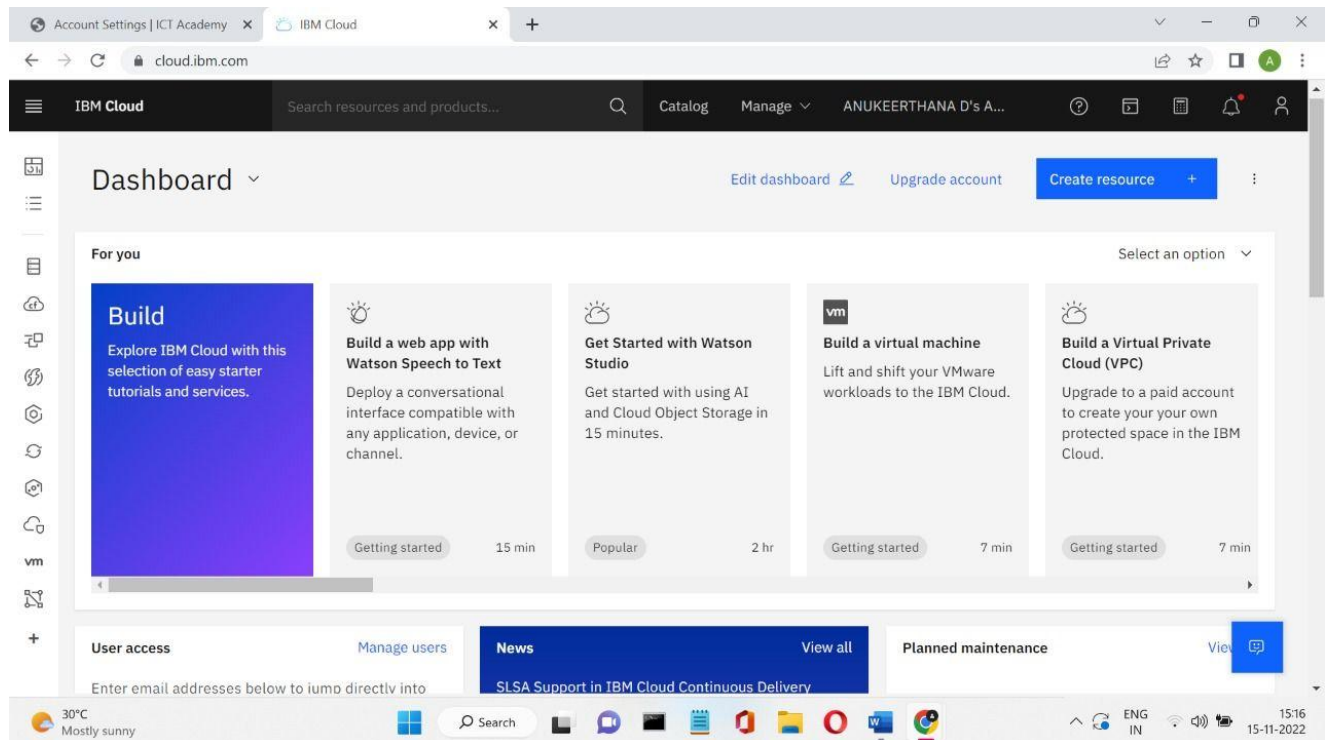 Account Settings | ICT Academy
IBM Cloud
cloud.ibm.com
A
IBM Cloud
Search resources and products...
Catalog
Manage
ANUKEERTHANA D's A...
Dashboard
Edit dashboard
Upgrade account
Create resource +
For you
Select an option
Build
Explore IBM Cloud with this
selection of easy starter
tutorials and services.
Build a web app with
Watson Speech to Text
Deploy a conversational
interface compatible with
any application, device, or
channel.
Getting started
15 min
Get Started with Watson
Studio
Get started with using AI
and Cloud Object Storage in
15 minutes.
Popular
2 hr
vm
Build a virtual machine
Lift and shift your VMware
workloads to the IBM Cloud.
Getting started
7 min
Build a Virtual Private
Cloud (VPC)
Upgrade to a paid account
to create your your own
protected space in the IBM
Cloud.
Getting started
7 min
cf
vm
User access
Manage users
Enter email addresses below to jump directly into
News
View all
SLSA Support in IBM Cloud Continuous Delivery
Planned maintenance
30°C
Mostly sunny
Search
ENG
IN
15:16
15-11-2022